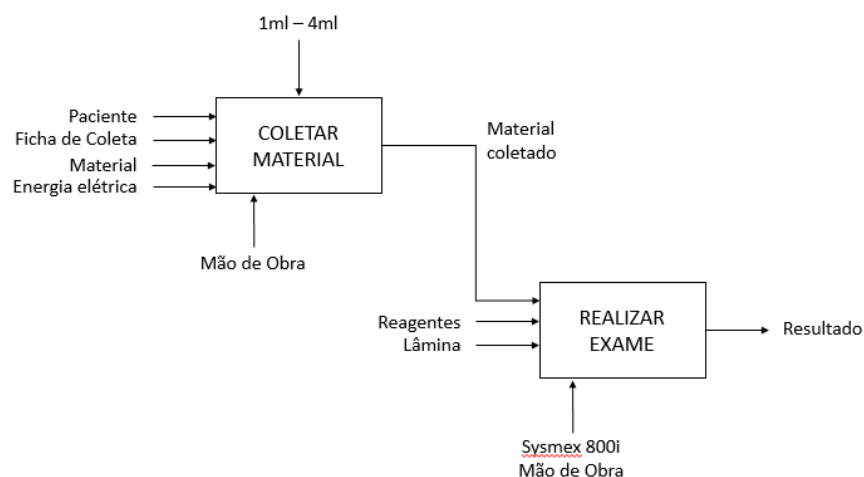 1ml – 4ml
Paciente
Ficha de Coleta
Material
Energia elétrica
COLETAR
MATERIAL
Material
coletado
Mão de Obra
Reagentes
Lâmina
REALIZAR
EXAME
Resultado
Sysmex 800i
Mão de Obra